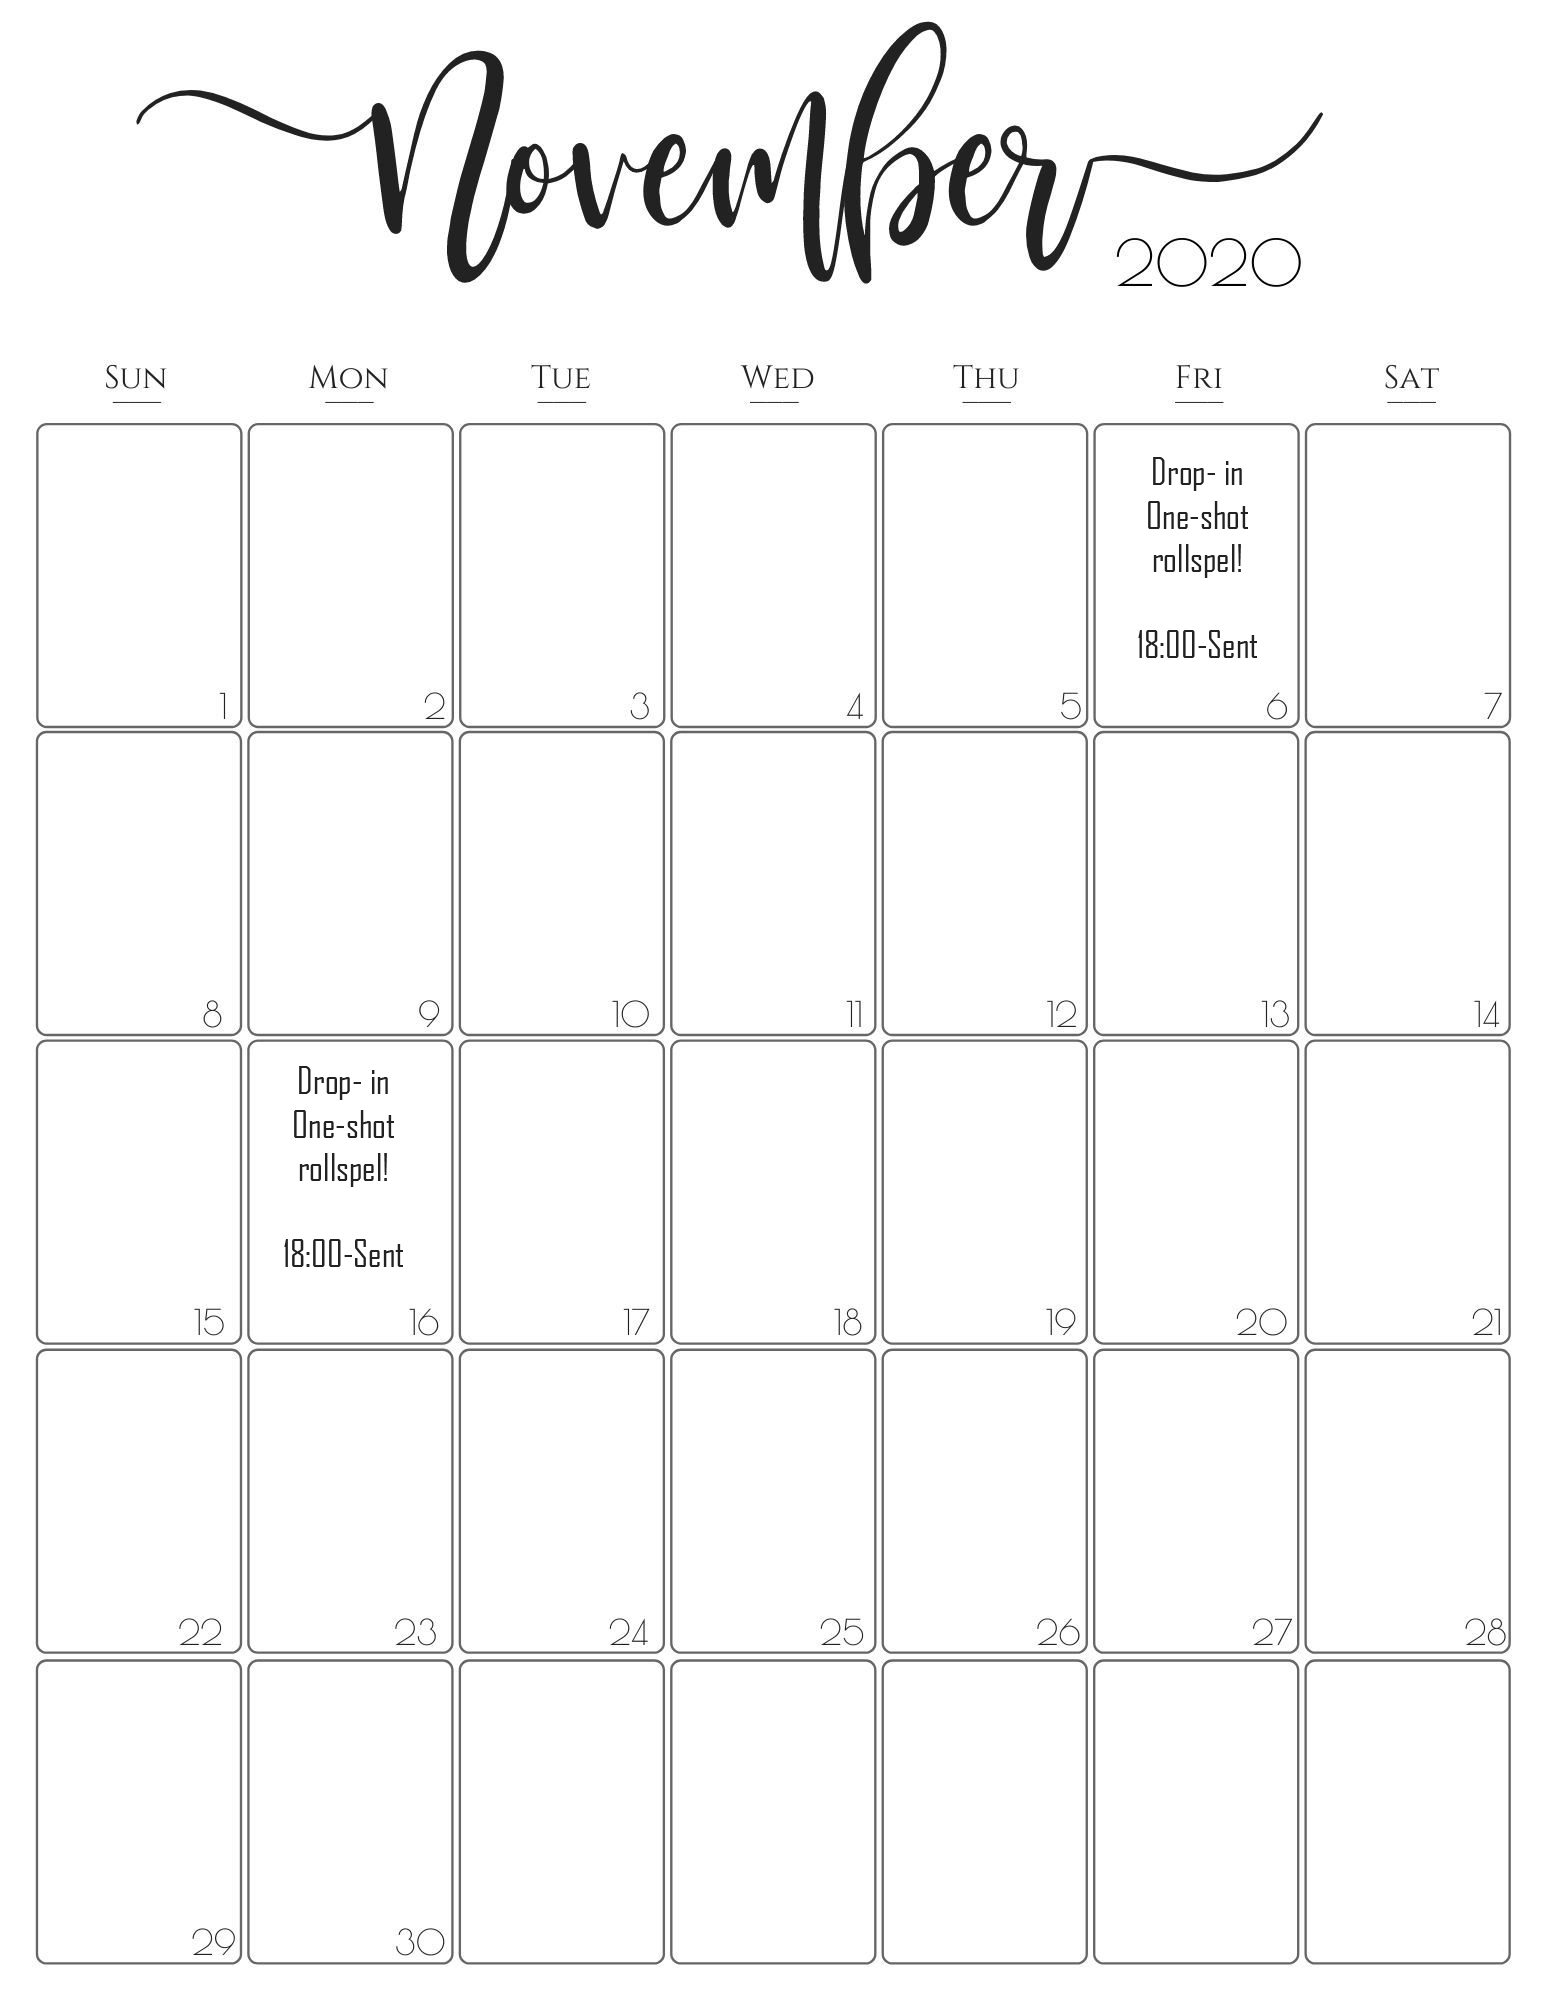 November
2020
Sun Mon Tue Wed Thu Fri Sat
Drop- in
One-shot
rollspel!
18:00-Sent
1 2 3 4 5 6 7
8 9 10 11 12 13 14
Drop- in
One-shot
rollspel!
18:00-Sent
15 16 17 18 19 20 21
22 23 24 25 26 27 28
29 30